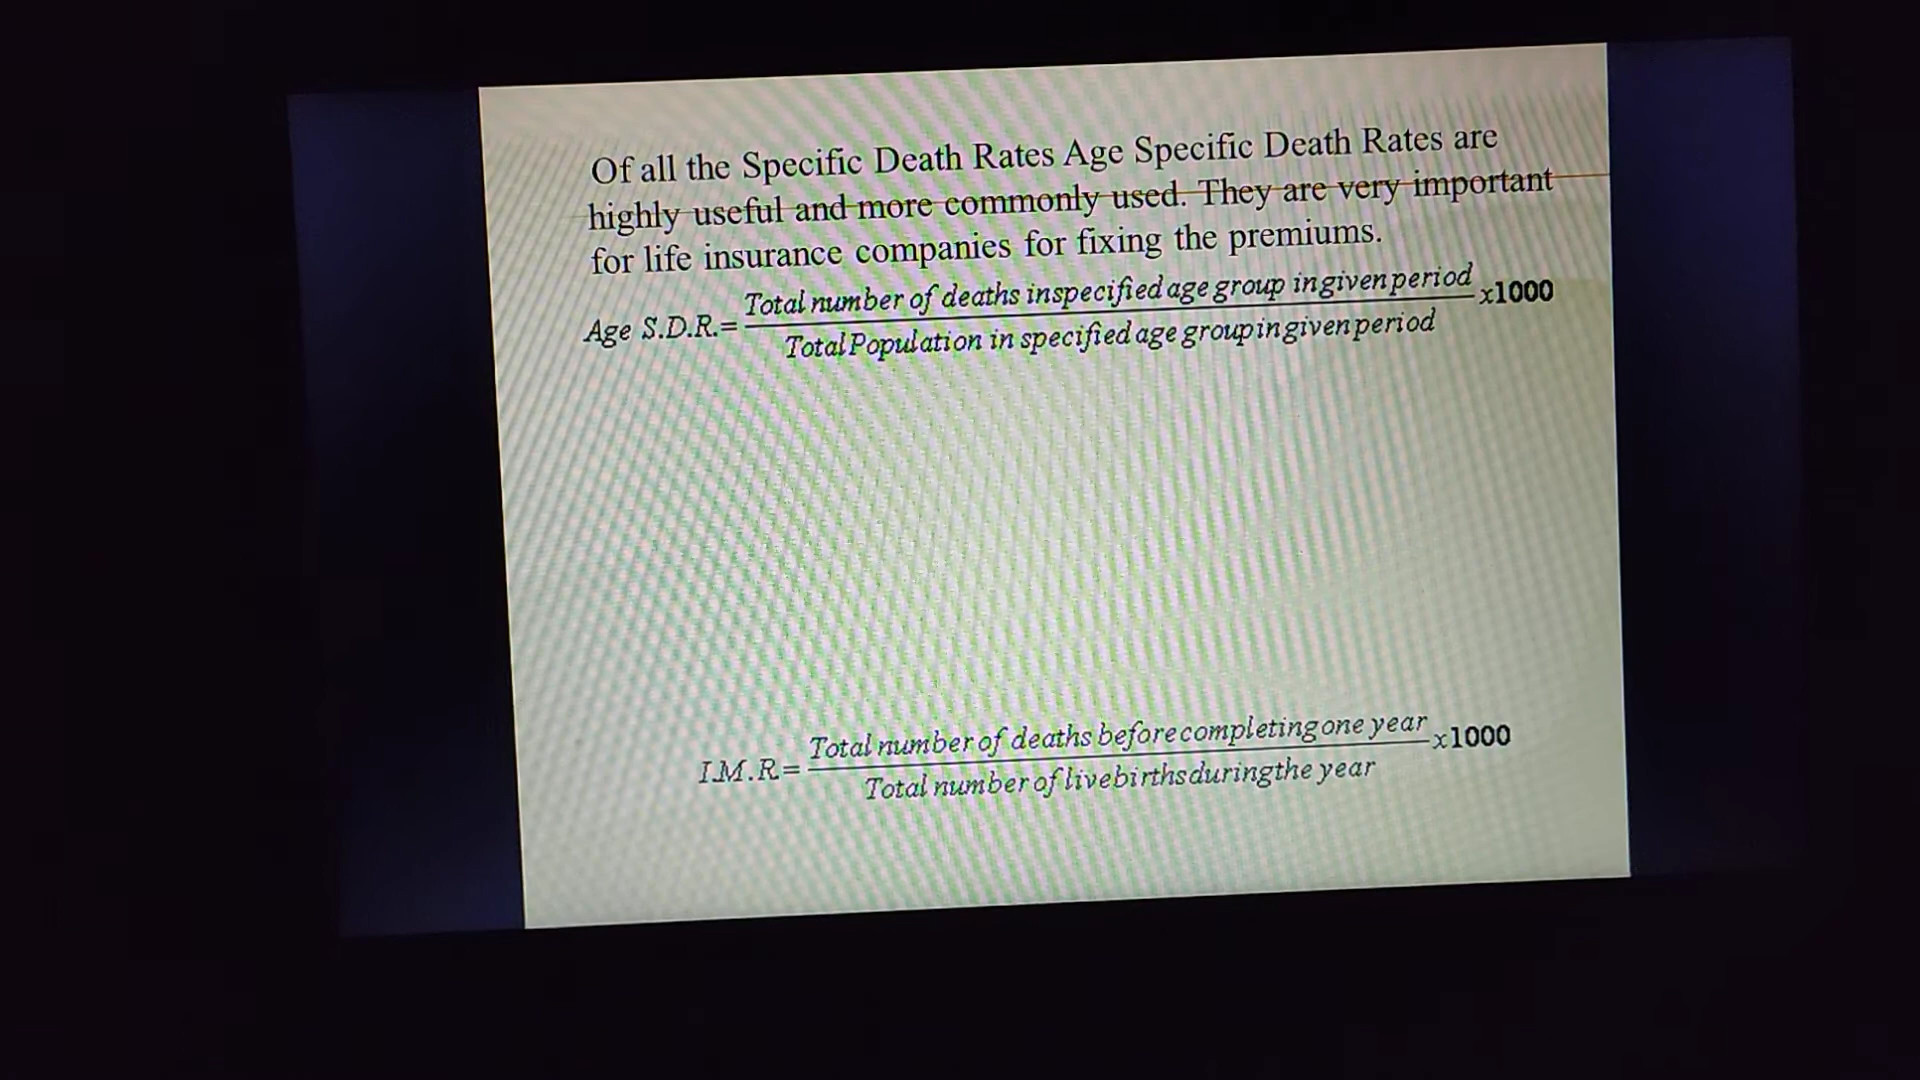 Of all the Specific Death Rates Age Specific Death Rates are
highly useful and more commonly used. They are very important
for life insurance companies for fixing the premiums.
Age S.D.R.= Total number of deaths inspecified age group ingiven period x1000
Total Population in specified age groupingiven period
I.M.R= Total number of deaths before completing one year x1000
Total number of livebirthsduringthe year